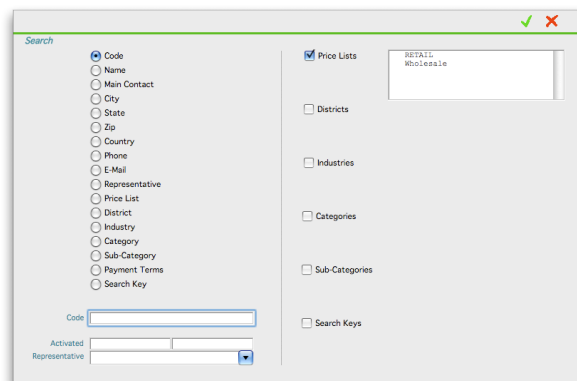 Search
Code
Name
Main Contact
City
State
Zip
Country
Phone
E-Mail
Representative
Price List
District
Industry
Category
Sub-Category
Payment Terms
Search Key
Code
Activated
Representative
Price Lists
RETAIL
Wholesale
Districts
Industries
Categories
Sub-Categories
Search Keys